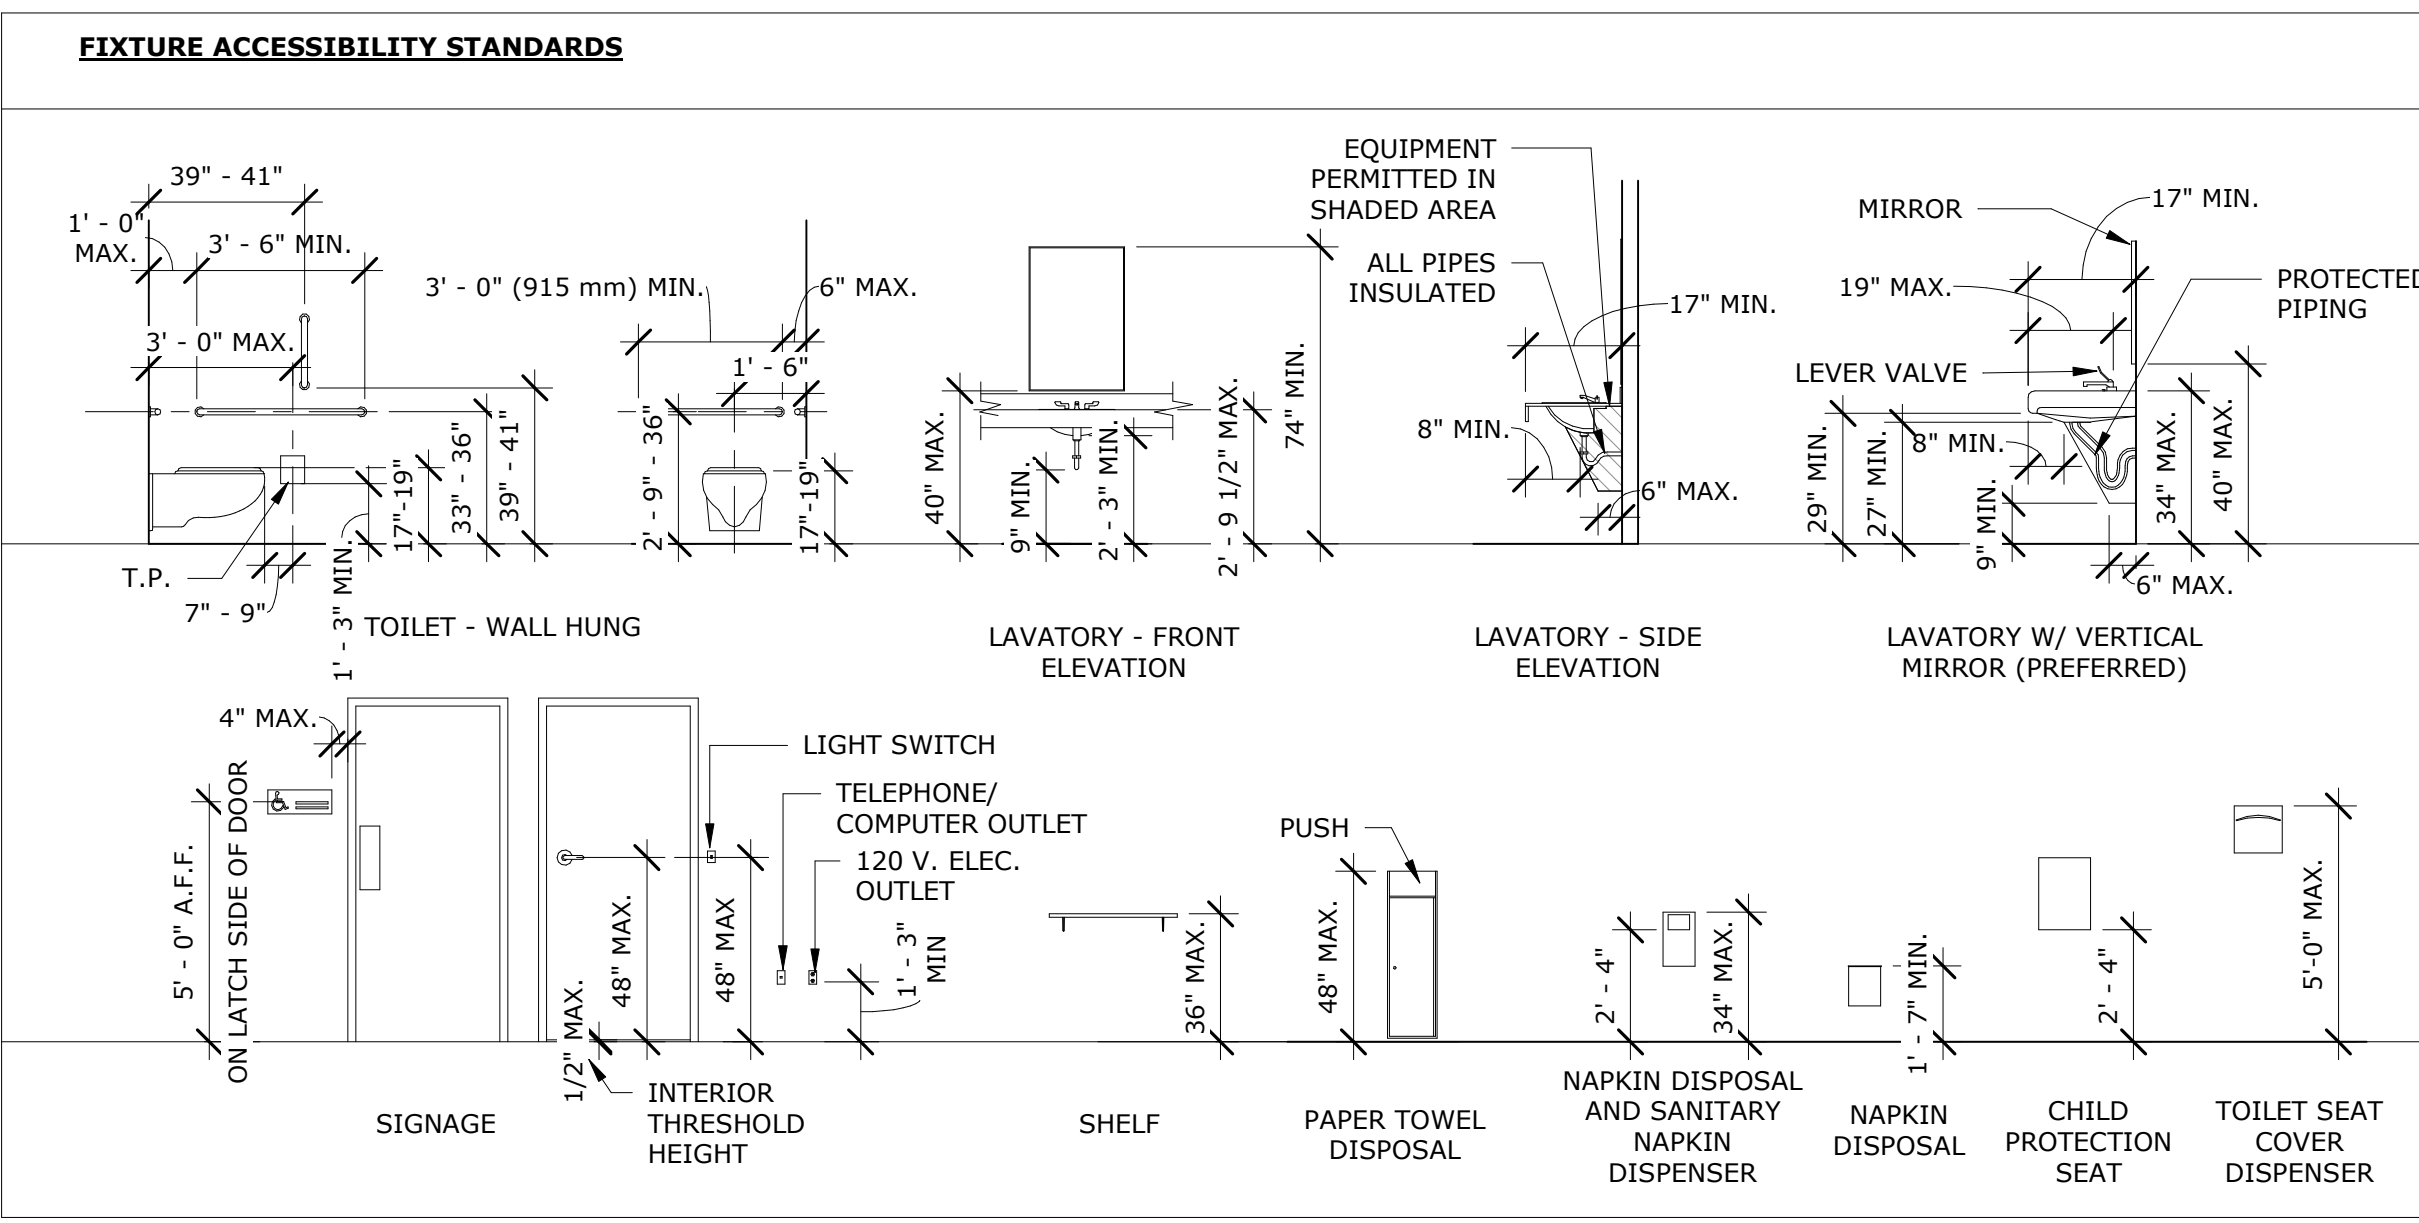 FIXTURE ACCESSIBILITY STANDARDS
39" - 41"
1' - 0"
MAX.
3' - 6" MIN.
3' - 0" MAX.
17"-19"
33" - 36"
39" - 41"
1' - 3" MIN.
T.P.
7" - 9"
3' - 0" (915 mm) MIN.
6" MAX.
1' - 6"
2' - 9" - 36"
17"-19"
TOILET - WALL HUNG
40" MAX.
9" MIN.
2' - 3" MIN.
2' - 9 1/2" MAX.
74" MIN.
LAVATORY - FRONT
ELEVATION
EQUIPMENT
PERMITTED IN
SHADED AREA
ALL PIPES
INSULATED
17" MIN.
8" MIN.
6" MAX.
LAVATORY - SIDE
ELEVATION
MIRROR
17" MIN.
19" MAX.
PROTECTED
PIPING
LEVER VALVE
29" MIN.
27" MIN.
8" MIN.
9" MIN.
34" MAX.
40" MAX.
6" MAX.
LAVATORY W/ VERTICAL
MIRROR (PREFERRED)
4" MAX.
5' - 0" A.F.F.
ON LATCH SIDE OF DOOR
SIGNAGE
LIGHT SWITCH
TELEPHONE/
COMPUTER OUTLET
120 V. ELEC.
OUTLET
1/2" MAX.
48" MAX.
48" MAX
1' - 3"
MIN
INTERIOR
THRESHOLD
HEIGHT
36" MAX.
SHELF
PUSH
48" MAX.
PAPER TOWEL
DISPOSAL
2' - 4"
34" MAX.
NAPKIN DISPOSAL
AND SANITARY
NAPKIN
DISPENSER
1' - 7" MIN.
NAPKIN
DISPOSAL
2' - 4"
CHILD
PROTECTION
SEAT
5'-0" MAX.
TOILET SEAT
COVER
DISPENSER